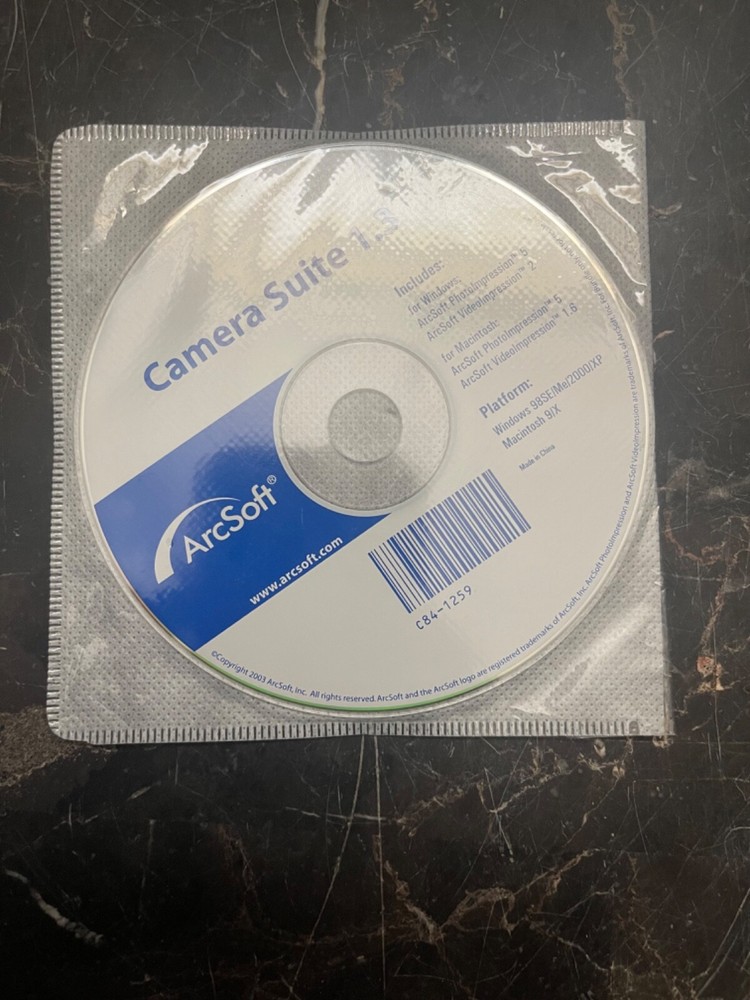 Camera Suite 1.3
Includes:
for Windows:
ArcSoft PhotoImpression™ 5
ArcSoft VideoImpression™ 2
for Macintosh:
ArcSoft PhotoImpression™ 5
ArcSoft VideoImpression™ 1.6
Platform:
Windows 98SE/Me/2000/XP
Macintosh 9/X
Made in China
ArcSoft®
www.arcsoft.com
C84-1259
©Copyright 2003 ArcSoft, Inc. All rights reserved. ArcSoft and the ArcSoft logo are registered trademarks of ArcSoft, Inc. ArcSoft PhotoImpression and ArcSoft VideoImpression are trademarks of ArcSoft, Inc.